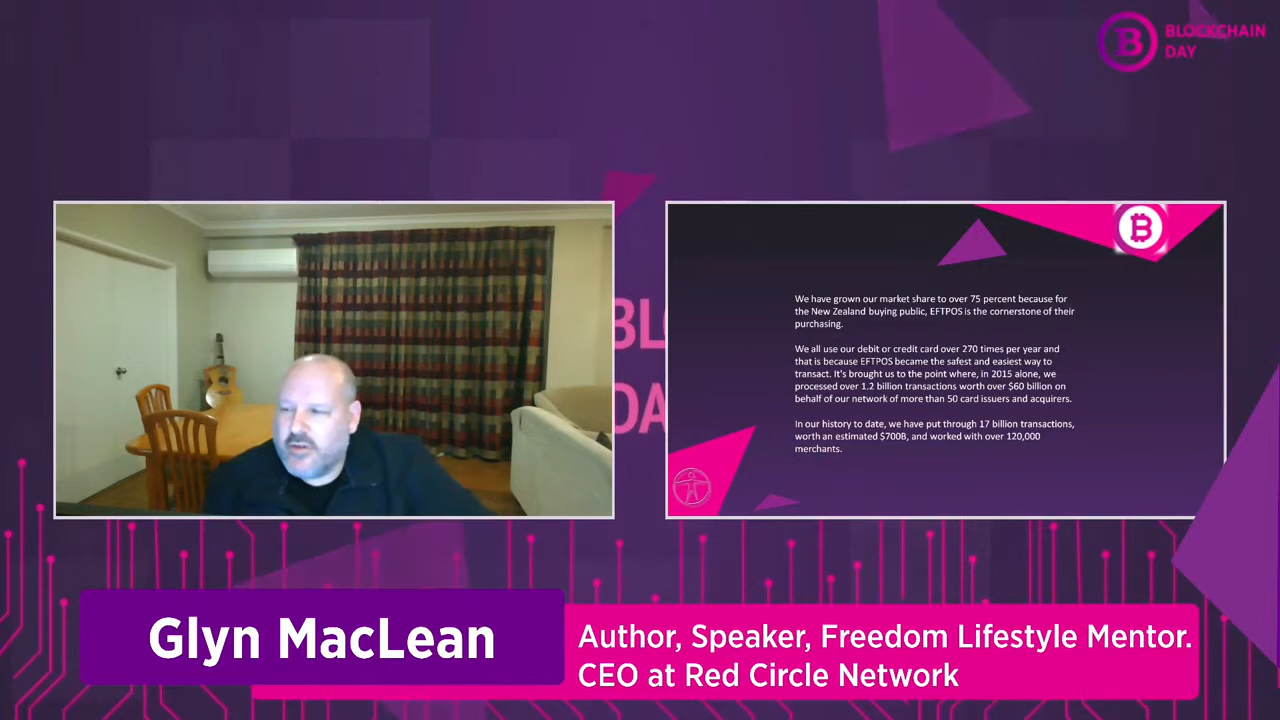 BLOCKCHAIN
DAY
We have grown our market share to over 75 percent because for
the New Zealand buying public, EFTPOS is the cornerstone of their
purchasing.
We all use our debit or credit card over 270 times per year and
that is because EFTPOS became the safest and easiest way to
transact. It's brought us to the point where, in 2015 alone, we
processed over 1.2 billion transactions worth over $60 billion on
behalf of our network of more than 50 card issuers and acquirers.
In our history to date, we have put through 17 billion transactions,
worth an estimated $700B, and worked with over 120,000
merchants.
BL
DA
Glyn MacLean
Author, Speaker, Freedom Lifestyle Mentor.
CEO at Red Circle Network